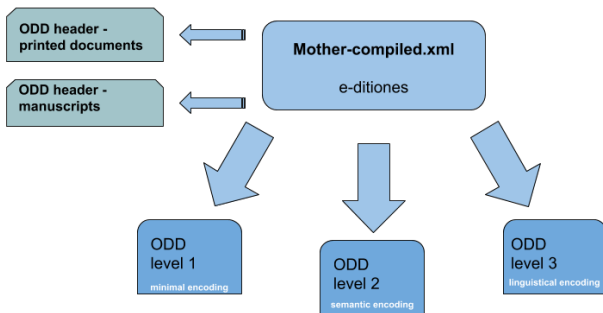 ODD header -
printed documents
Mother-compiled.xml
e-ditiones
ODD header -
manuscripts
ODD
level 1
minimal encoding
ODD
level 2
semantic encoding
ODD
level 3
linguistical encoding